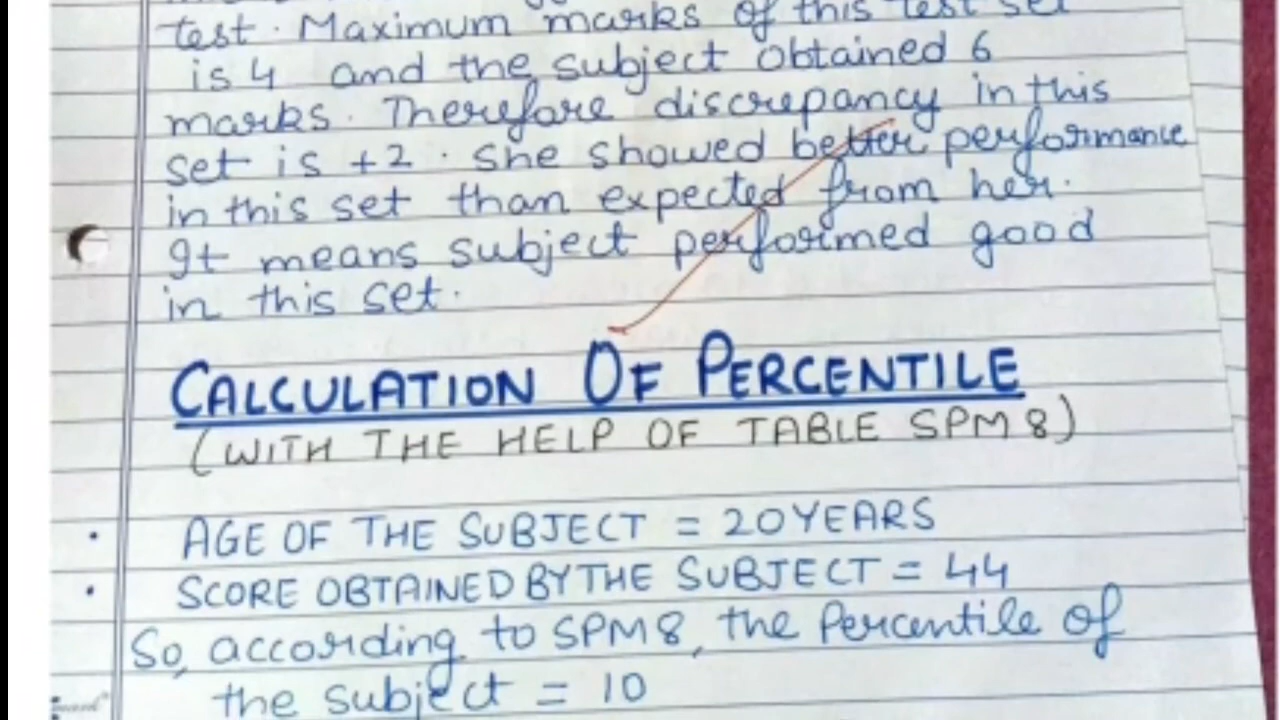 test. Maximum marks of this test set
is 4 and the subject obtained 6
marks. Therefore discrepancy in this
set is +2. She showed better performance
in this set than expected from her.
It means subject performed good
in this set.
CALCULATION OF PERCENTILE
(WITH THE HELP OF TABLE SPM 8)
• AGE OF THE SUBJECT = 20 YEARS
• SCORE OBTAINED BY THE SUBJECT = 44
So, according to SPM 8, the Percentile of
the subject = 10